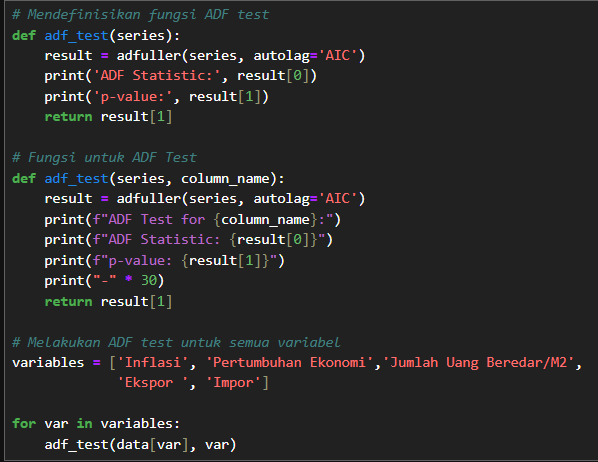 # Mendefinisikan fungsi ADF test
def adf_test(series):
    result = adfuller(series, autolag='AIC')
    print('ADF Statistic:', result[0])
    print('p-value:', result[1])
    return result[1]

# Fungsi untuk ADF Test
def adf_test(series, column_name):
    result = adfuller(series, autolag='AIC')
    print(f"ADF Test for {column_name}:")
    print(f"ADF Statistic: {result[0]}")
    print(f"p-value: {result[1]}")
    print("-" * 30)
    return result[1]

# Melakukan ADF test untuk semua variabel
variables = ['Inflasi', 'Pertumbuhan Ekonomi','Jumlah Uang Beredar/M2',
             'Ekspor ', 'Impor']

for var in variables:
    adf_test(data[var], var)